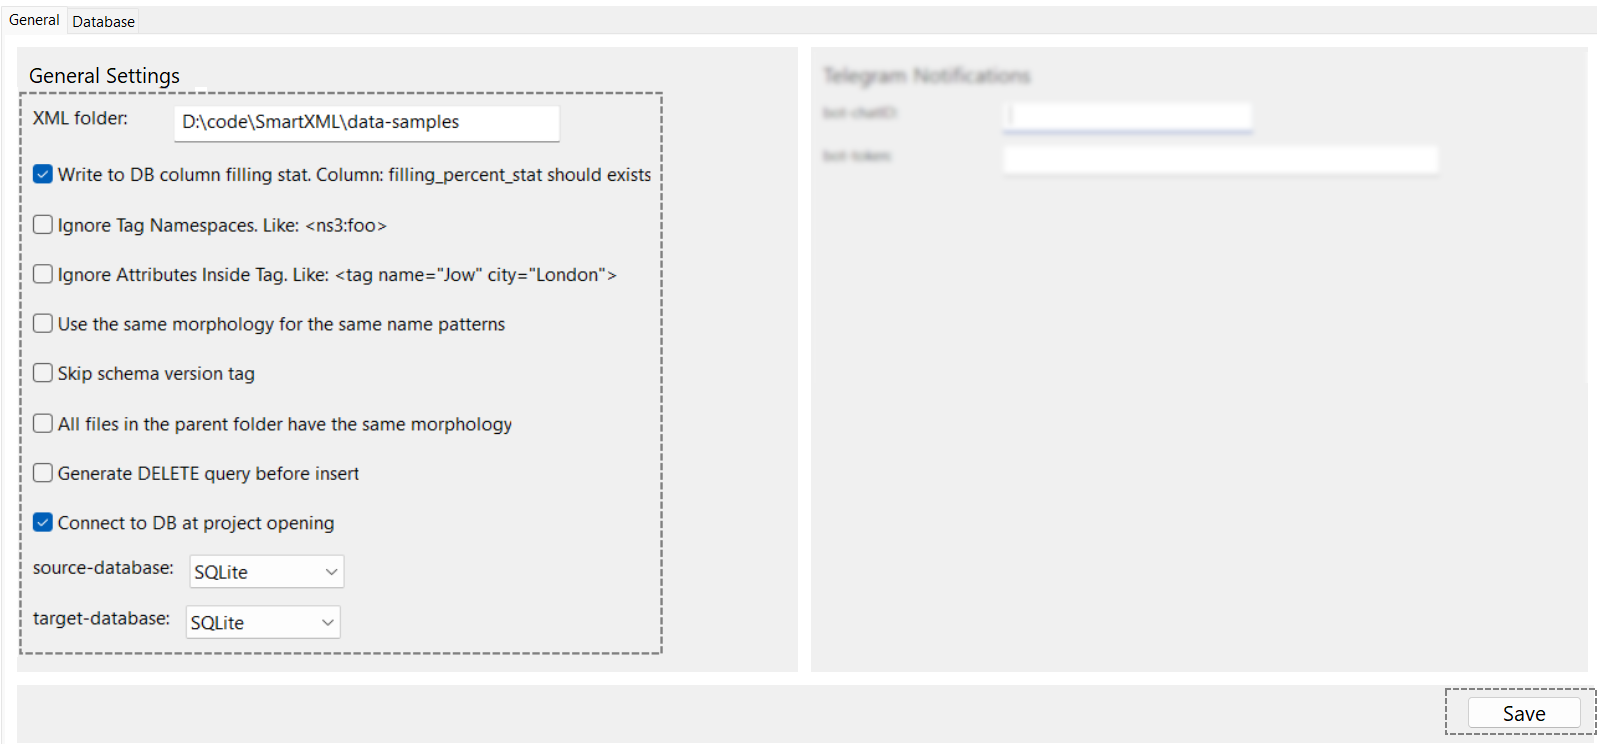 General Database
General Settings
XML folder: D:\code\SmartXML\data-samples
Write to DB column filling stat. Column: filling_percent_stat should exists
Ignore Tag Namespaces. Like: <ns3:foo>
Ignore Attributes Inside Tag. Like: <tag name="Jow" city="London">
Use the same morphology for the same name patterns
Skip schema version tag
All files in the parent folder have the same morphology
Generate DELETE query before insert
Connect to DB at project opening
source-database: SQLite
target-database: SQLite
Telegram Notifications
bot-chatID:
bot-token:
Save